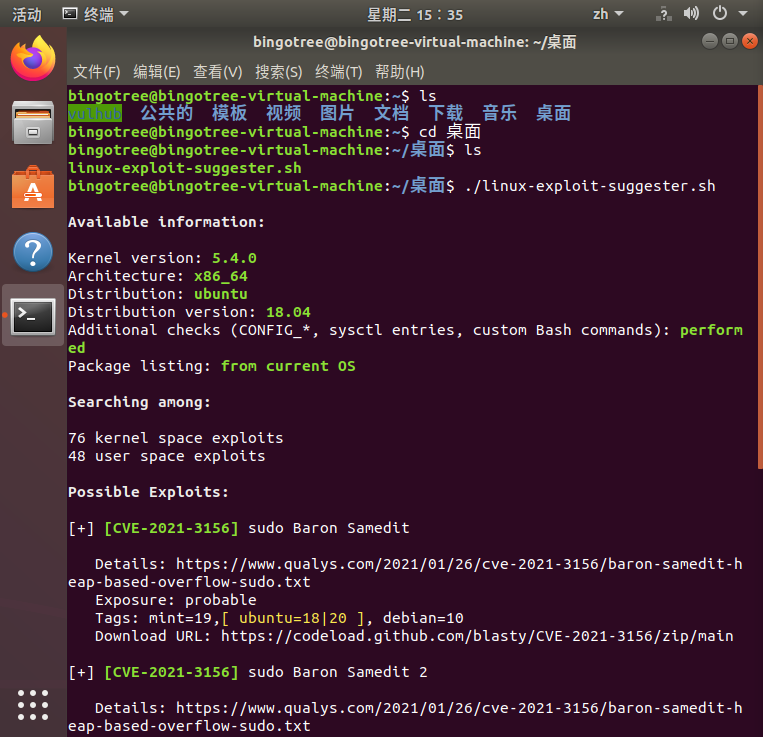 活动 终端 星期二 15:35 zh
bingotree@bingotree-virtual-machine: ~/桌面
文件(F) 编辑(E) 查看(V) 搜索(S) 终端(T) 帮助(H)
bingotree@bingotree-virtual-machine:~$ ls
vulhub 公共的 模板 视频 图片 文档 下载 音乐 桌面
bingotree@bingotree-virtual-machine:~$ cd 桌面
bingotree@bingotree-virtual-machine:~/桌面$ ls
linux-exploit-suggester.sh
bingotree@bingotree-virtual-machine:~/桌面$ ./linux-exploit-suggester.sh
Available information:
Kernel version: 5.4.0
Architecture: x86_64
Distribution: ubuntu
Distribution version: 18.04
Additional checks (CONFIG_*, sysctl entries, custom Bash commands): perform
ed
Package listing: from current OS
Searching among:
76 kernel space exploits
48 user space exploits
Possible Exploits:
[+] [CVE-2021-3156] sudo Baron Samedit
Details: https://www.qualys.com/2021/01/26/cve-2021-3156/baron-samedit-h
eap-based-overflow-sudo.txt
Exposure: probable
Tags: mint=19,[ ubuntu=18|20 ], debian=10
Download URL: https://codeload.github.com/blasty/CVE-2021-3156/zip/main
[+] [CVE-2021-3156] sudo Baron Samedit 2
Details: https://www.qualys.com/2021/01/26/cve-2021-3156/baron-samedit-h
eap-based-overflow-sudo.txt